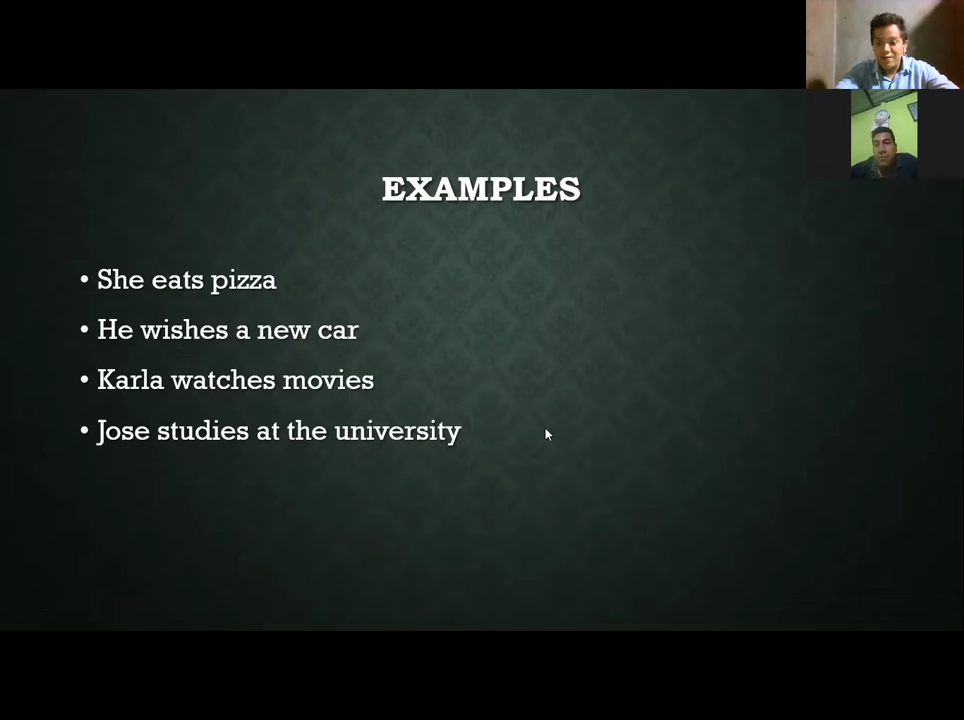 EXAMPLES
• She eats pizza
• He wishes a new car
• Karla watches movies
• Jose studies at the university